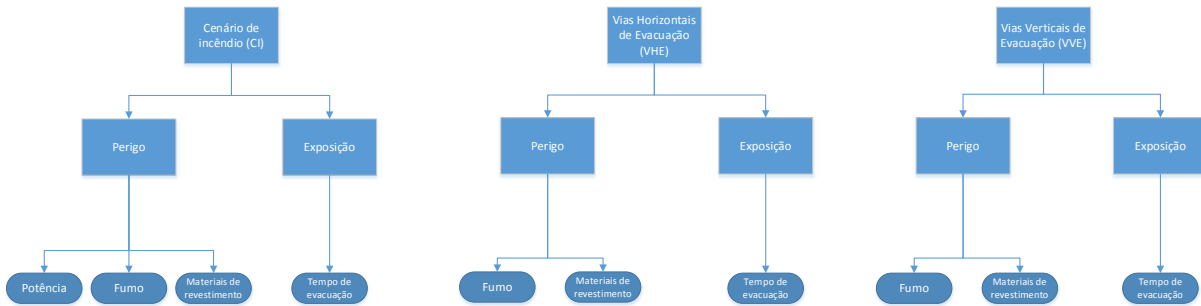 Cenário de
incêndio (CI)
Perigo
Exposição
Potência
Fumo
Materiais de
revestimento
Tempo de
evacuação
Vias Horizontais
de Evacuação
(VHE)
Perigo
Exposição
Fumo
Materiais de
revestimento
Tempo de
evacuação
Vias Verticais
de Evacuação (VVE)
Perigo
Exposição
Fumo
Materiais de
revestimento
Tempo de
evacuação